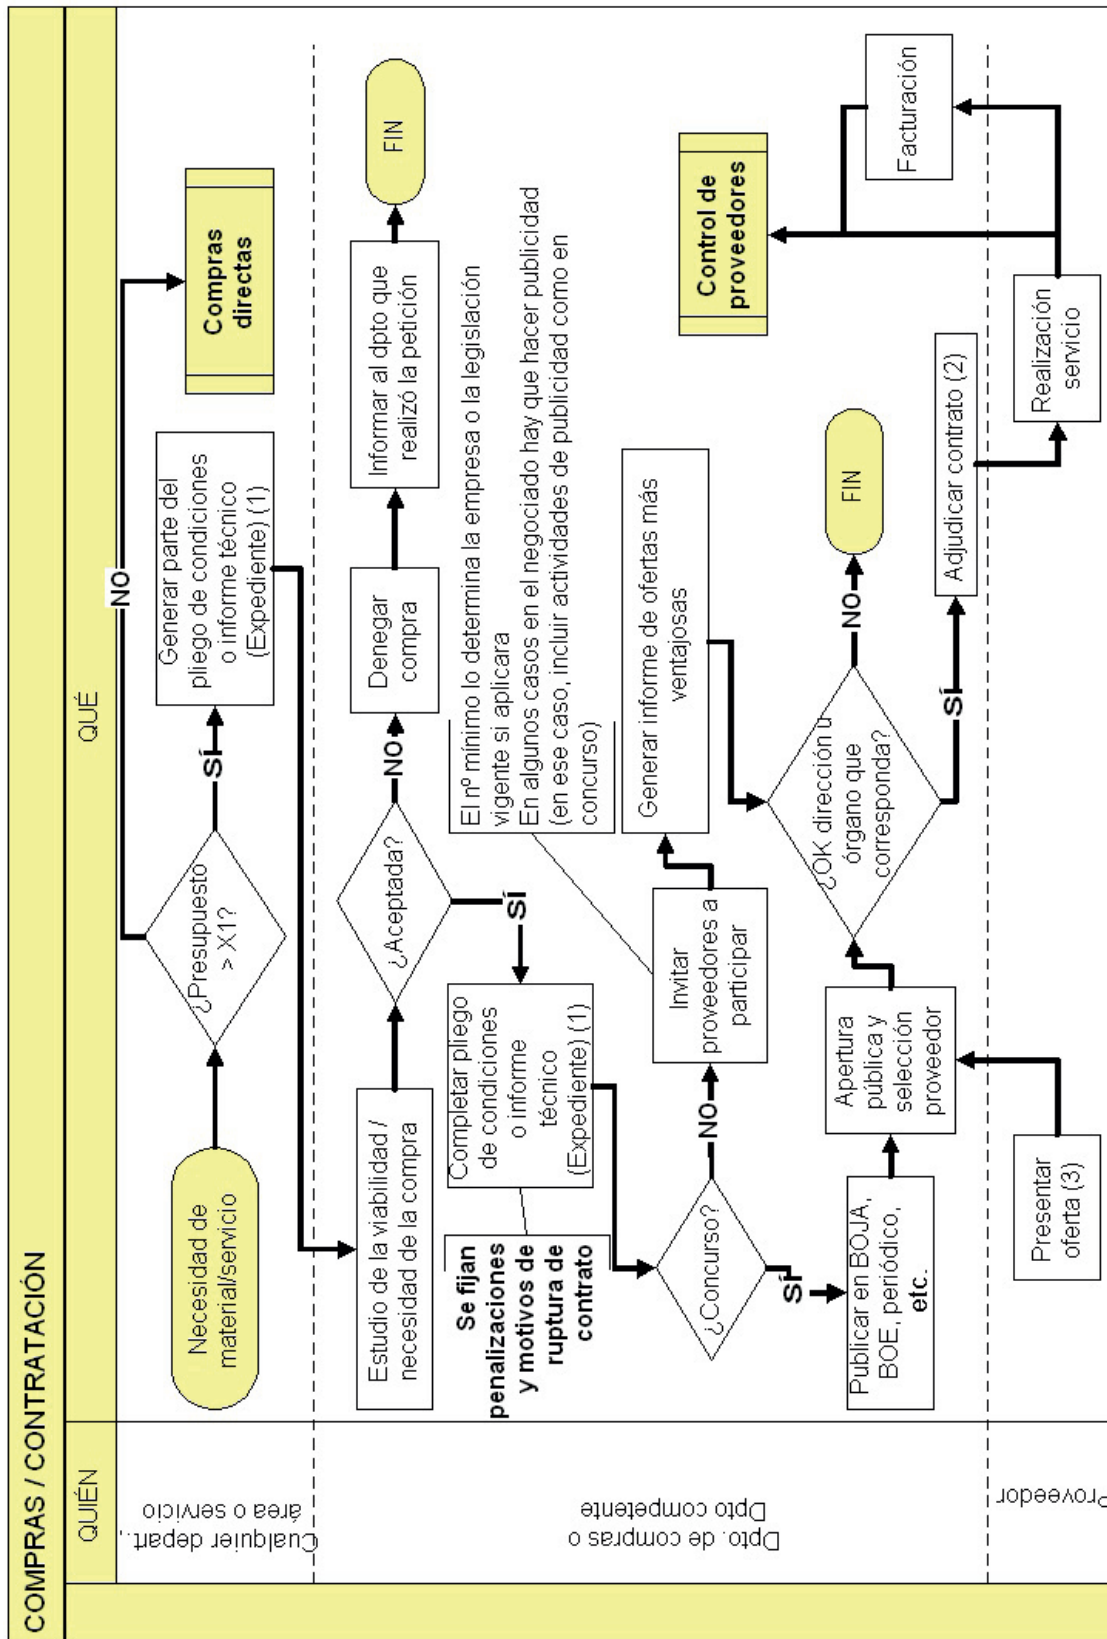 COMPRAS / CONTRATACIÓN
QUIÉN
QUÉ
Cualquier depart.,
área o servicio
Necesidad de
material/servicio
¿Presupuesto
> X1?
NO
SÍ
Generar parte del
pliego de condiciones
o informe técnico
(Expediente) (1)
Compras
directas
Dpto. de compras o
Dpto competente
Estudio de la viabilidad /
necesidad de la compra
¿Aceptada?
NO
Denegar
compra
Informar al dpto que
realizó la petición
FIN
SÍ
Completar pliego
de condiciones
o informe
técnico
(Expediente) (1)
Se fijan
penalizaciones
y motivos de
ruptura de
contrato
El nº mínimo lo determina la empresa o la legislación
vigente si aplicara
En algunos casos en el negociado hay que hacer publicidad
(en ese caso, incluir actividades de publicidad como en
concurso)
¿Concurso?
NO
Invitar
proveedores a
participar
Generar informe de ofertas más
ventajosas
SÍ
Publicar en BOJA,
BOE, periódico,
etc.
Apertura
pública y
selección
proveedor
¿OK dirección u
órgano que
corresponda?
NO
FIN
SÍ
Adjudicar contrato (2)
Control de
proveedores
Facturación
Proveedor
Presentar
oferta (3)
Realización
servicio